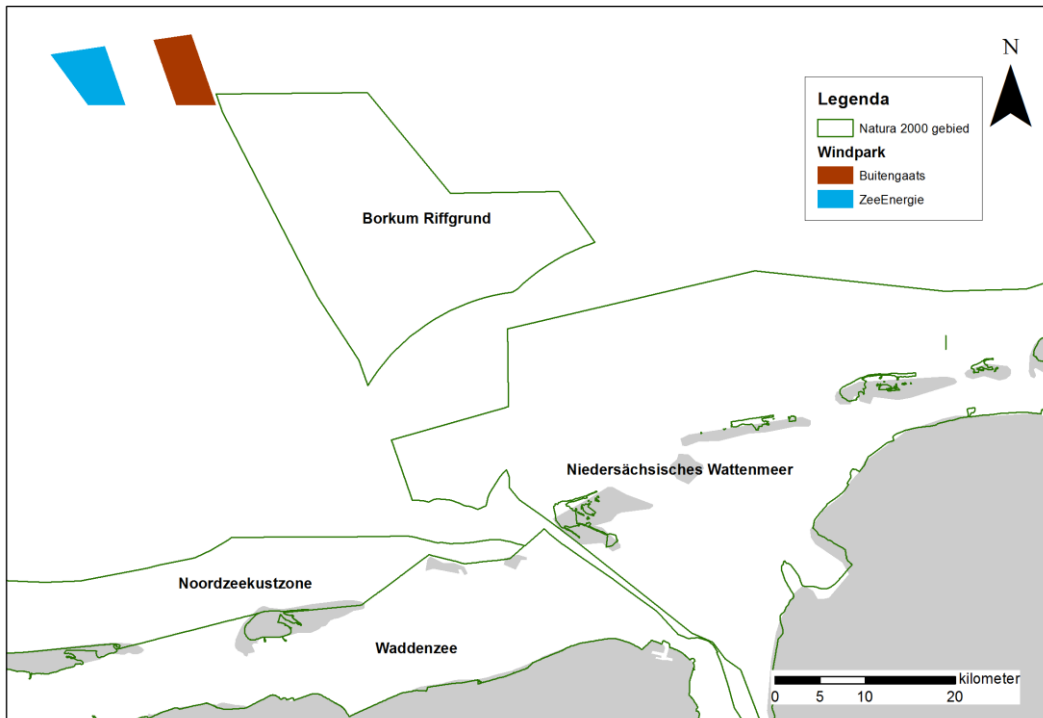 N
Legenda
Natura 2000 gebied
Windpark
Buitengaats
ZeeEnergie
Borkum Riffgrund
Niedersächsisches Wattenmeer
Noordzeekustzone
Waddenzee
kilometer
0 5 10 20